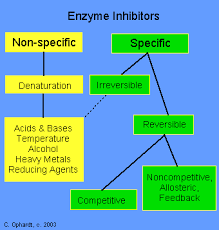 Enzyme Inhibitors
Non-specific
Specific
Denaturation
Irreversible
Acids & Bases
Temperature
Alcohol
Heavy Metals
Reducing Agents
Reversible
Competitive
Noncompetitive,
Allosteric,
Feedback
C. Ophardt, c. 2003